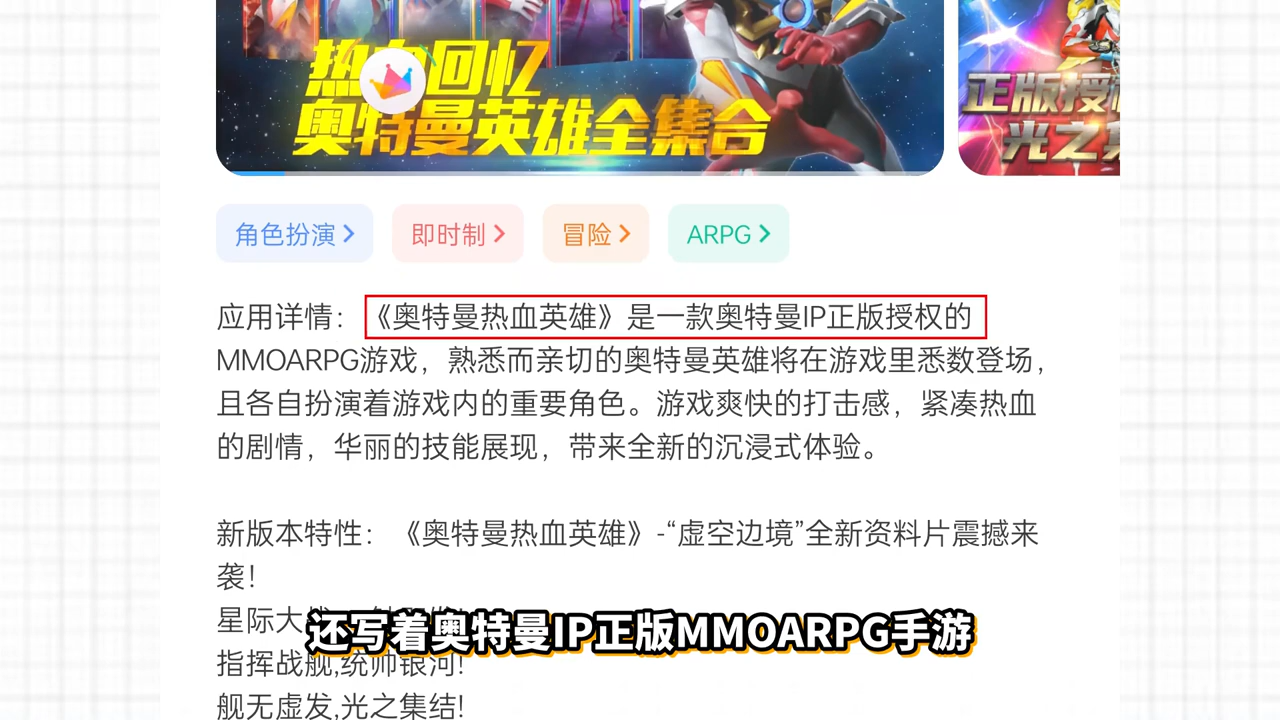 热血回忆
奥特曼英雄全集合
正版授
光之
角色扮演
即时制
冒险
ARPG
应用详情：《奥特曼热血英雄》是一款奥特曼IP正版授权的
MMOARPG游戏，熟悉而亲切的奥特曼英雄将在游戏里悉数登场，
且各自扮演着游戏内的重要角色。游戏爽快的打击感，紧凑热血
的剧情，华丽的技能展现，带来全新的沉浸式体验。
新版本特性：《奥特曼热血英雄》-“虚空边境”全新资料片震撼来
袭！
星际大
还写着奥特曼IP正版MMOARPG手游
指挥战舰,统帅银河!
舰无虚发,光之集结!